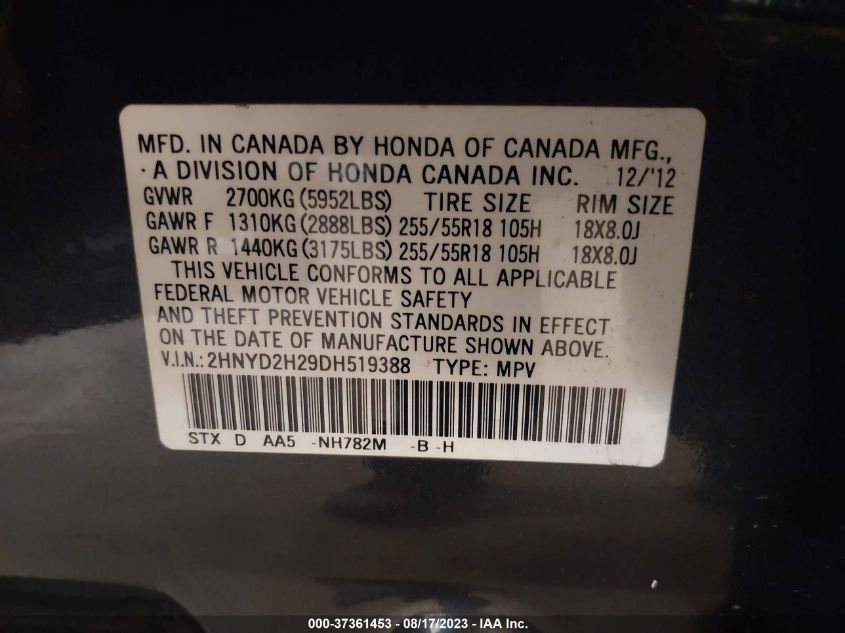 MFD. IN CANADA BY HONDA OF CANADA MFG.,
A DIVISION OF HONDA CANADA INC. 12/'12
GVWR 2700KG (5952LBS) TIRE SIZE RIM SIZE
GAWR F 1310KG (2888LBS) 255/55R18 105H 18X8.0J
GAWR R 1440KG (3175LBS) 255/55R18 105H 18X8.0J
THIS VEHICLE CONFORMS TO ALL APPLICABLE
FEDERAL MOTOR VEHICLE SAFETY
AND THEFT PREVENTION STANDARDS IN EFFECT
ON THE DATE OF MANUFACTURE SHOWN ABOVE.
V.I.N.: 2HNYD2H29DH519388 TYPE: MPV
STX D AA5 -NH782M -B -H
000-37361453 - 08/17/2023 - IAA Inc.